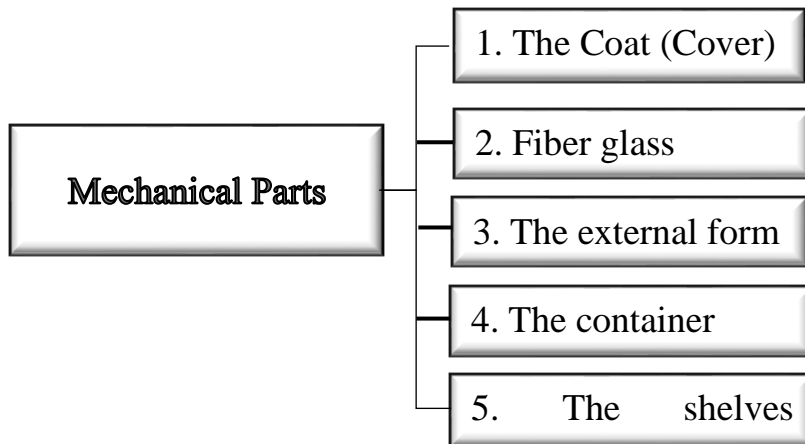 Mechanical Parts
1. The Coat (Cover)
2. Fiber glass
3. The external form
4. The container
5. The shelves